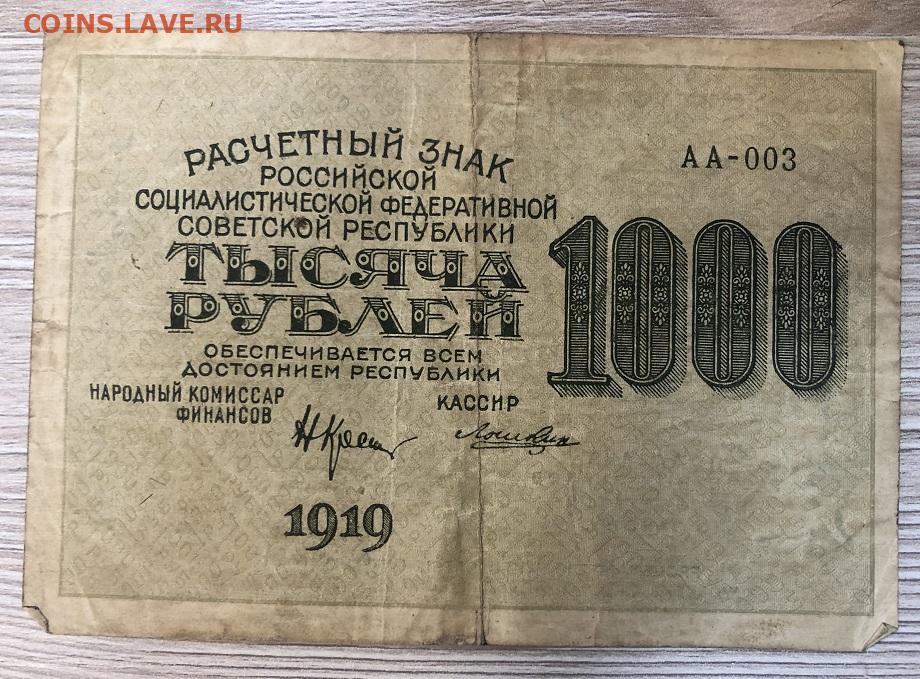 COINS.LAVE.RU
РАСЧЕТНЫЙ ЗНАК
РОССИЙСКОЙ
СОЦИАЛИСТИЧЕСКОЙ ФЕДЕРАТИВНОЙ
СОВЕТСКОЙ РЕСПУБЛИКИ
ТЫСЯЧА
РУБЛЕЙ
ОБЕСПЕЧИВАЕТСЯ ВСЕМ
ДОСТОЯНИЕМ РЕСПУБЛИКИ
НАРОДНЫЙ КОМИССАР
ФИНАНСОВ
КАССИР
1919
АА-003
1000